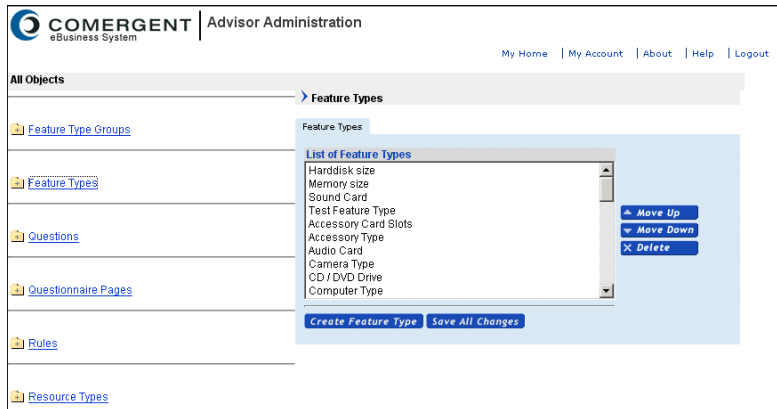 COMERGENT
eBusiness System
Advisor Administration
My Home | My Account | About | Help | Logout
All Objects
Feature Type Groups
Feature Types
Questions
Questionnaire Pages
Rules
Resource Types
Feature Types
Feature Types
List of Feature Types
Harddisk size
Memory size
Sound Card
Test Feature Type
Accessory Card Slots
Accessory Type
Audio Card
Camera Type
CD / DVD Drive
Computer Type
Move Up
Move Down
X Delete
Create Feature Type
Save All Changes